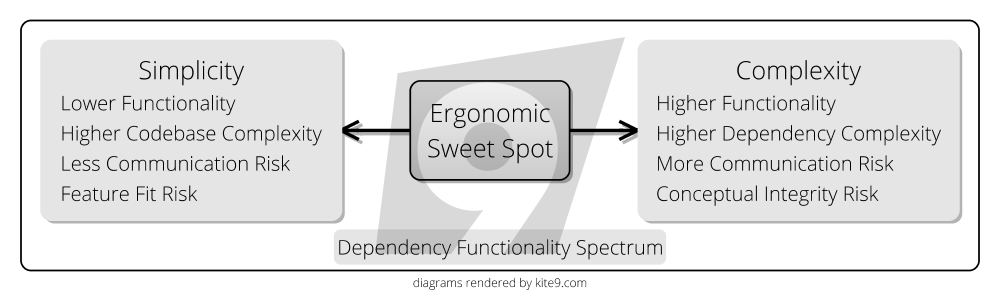 Simplicity
Lower Functionality
Higher Codebase Complexity
Less Communication Risk
Feature Fit Risk
Ergonomic
Sweet Spot
Complexity
Higher Functionality
Higher Dependency Complexity
More Communication Risk
Conceptual Integrity Risk
Dependency Functionality Spectrum
diagrams rendered by kite9.com